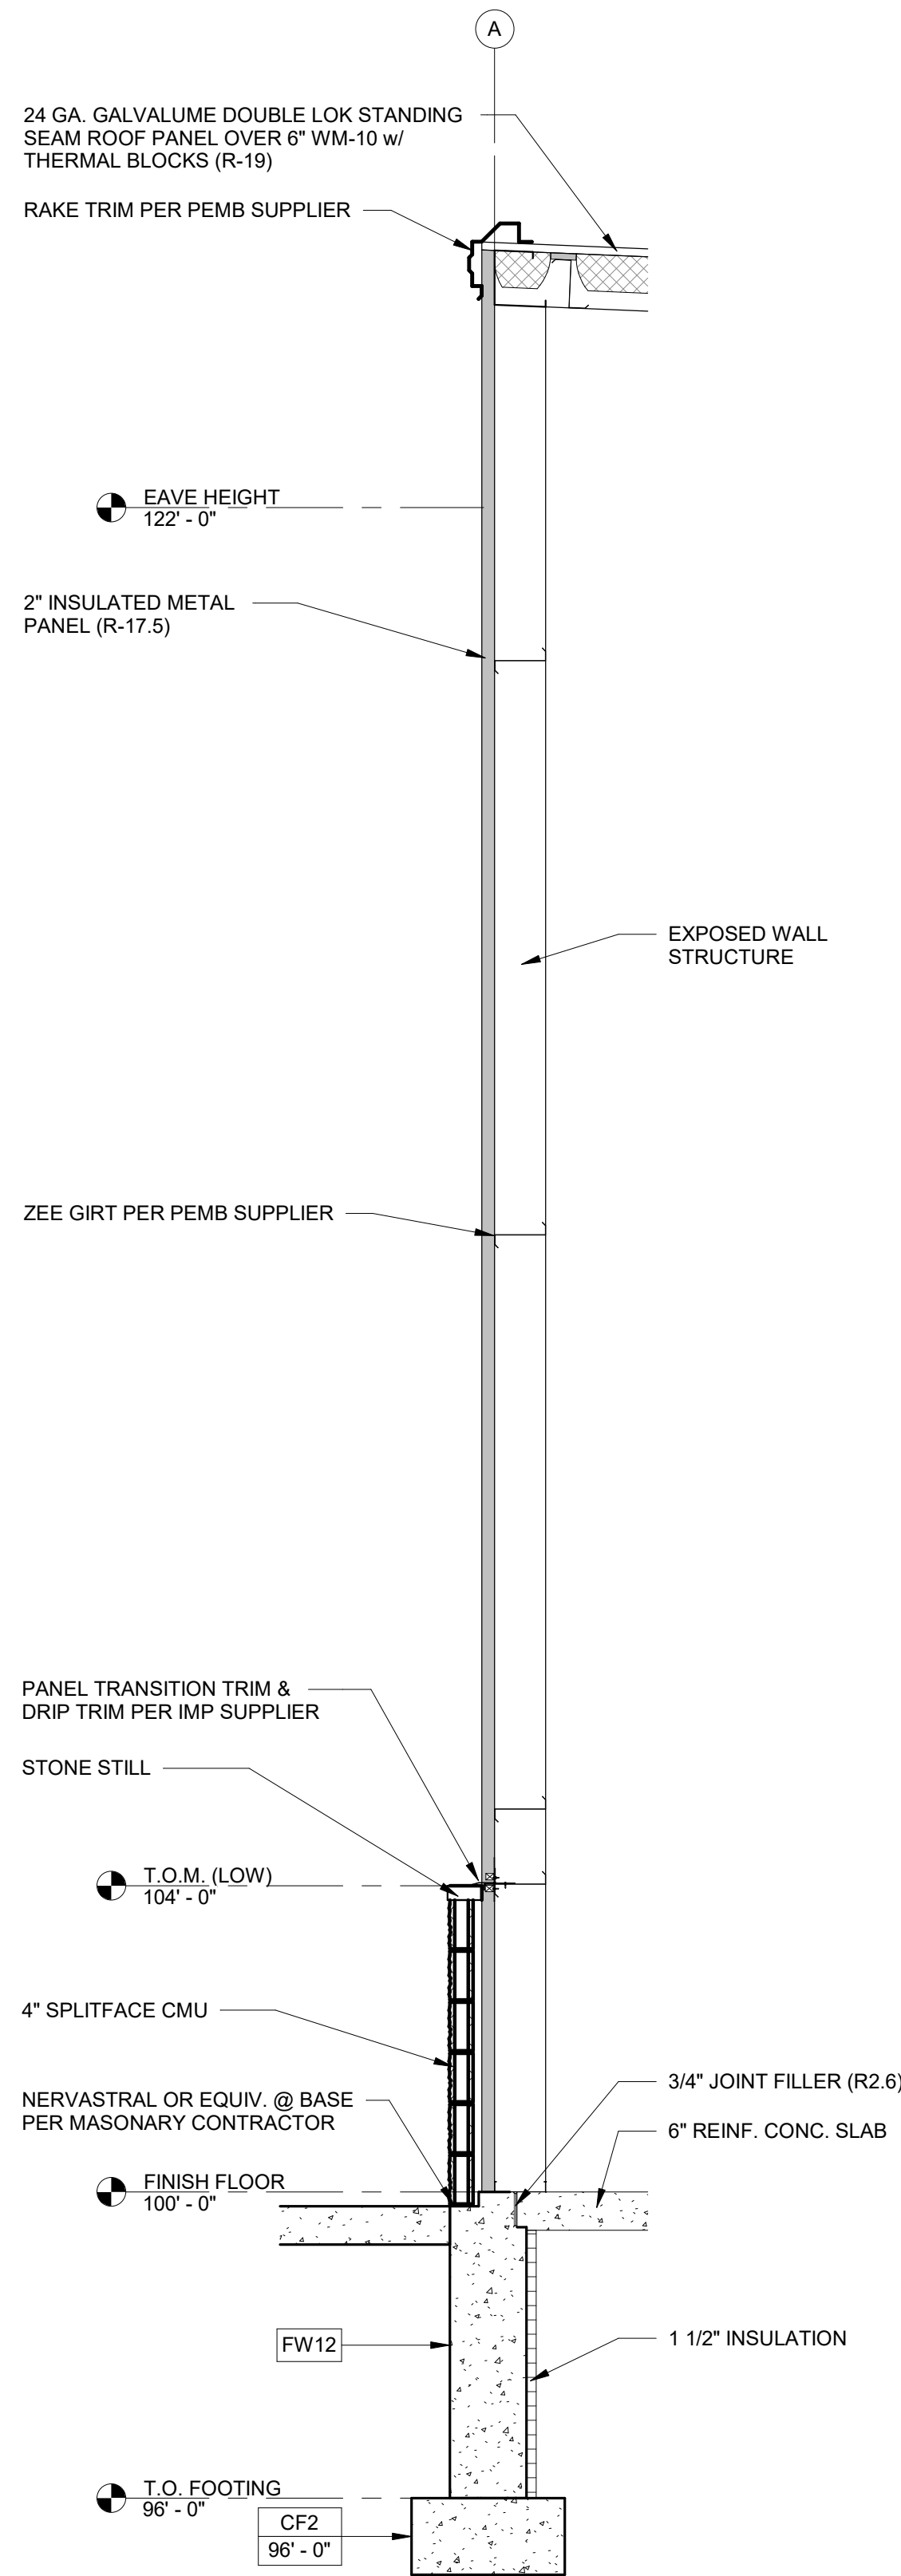 A
24 GA. GALVALUME DOUBLE LOK STANDING
SEAM ROOF PANEL OVER 6" WM-10 w/
THERMAL BLOCKS (R-19)
RAKE TRIM PER PEMB SUPPLIER
EAVE HEIGHT
122' - 0"
2" INSULATED METAL
PANEL (R-17.5)
EXPOSED WALL
STRUCTURE
ZEE GIRT PER PEMB SUPPLIER
PANEL TRANSITION TRIM &
DRIP TRIM PER IMP SUPPLIER
STONE STILL
T.O.M. (LOW)
104' - 0"
4" SPLITFACE CMU
3/4" JOINT FILLER (R2.6)
NERVASTRAL OR EQUIV. @ BASE
PER MASONARY CONTRACTOR
6" REINF. CONC. SLAB
FINISH FLOOR
100' - 0"
FW12
1 1/2" INSULATION
T.O. FOOTING
96' - 0"
CF2
96' - 0"